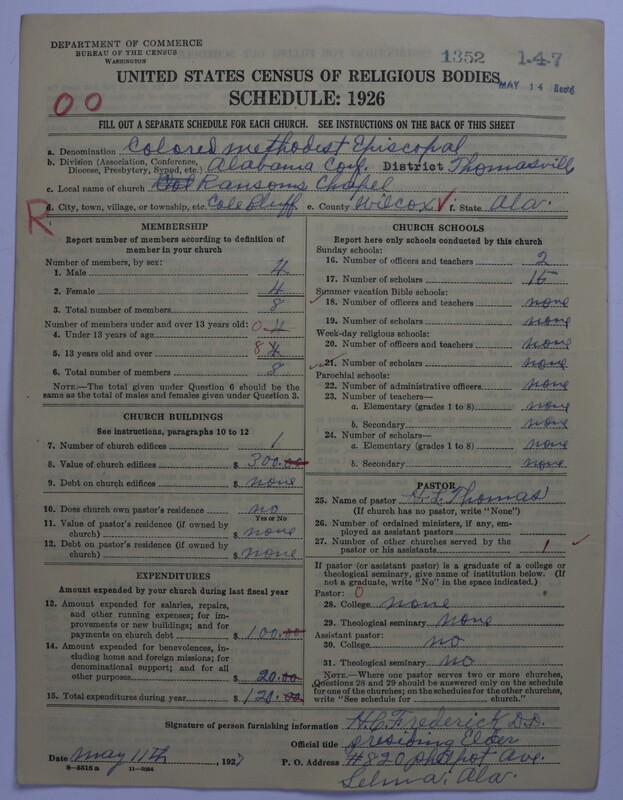 DEPARTMENT OF COMMERCE
BUREAU OF THE CENSUS
WASHINGTON
1352 1-4-7
MAY 14 Rec'd
UNITED STATES CENSUS OF RELIGIOUS BODIES
SCHEDULE: 1926
00
FILL OUT A SEPARATE SCHEDULE FOR EACH CHURCH. SEE INSTRUCTIONS ON THE BACK OF THIS SHEET
a. Denomination Colored methodest Episcopal
b. Division (Association, Conference, Diocese, Presbytery, Synod, etc.) Alabama Conf. District Thomasville
c. Local name of church Ransoms Chapel
R
d. City, town, village, or township, etc. Cole Bluff e. County Wilcox f. State Ala.
MEMBERSHIP
Report number of members according to definition of member in your church
Number of members, by sex:
1. Male 4
2. Female 4
3. Total number of members 8
Number of members under and over 13 years old:
4. Under 13 years of age 0 4
5. 13 years old and over 8 4
6. Total number of members 8
NOTE.—The total given under Question 6 should be the same as the total of males and females given under Question 3.
CHURCH BUILDINGS
See instructions, paragraphs 10 to 12
7. Number of church edifices 1
8. Value of church edifices $ 300.00
9. Debt on church edifices $ none
10. Does church own pastor's residence no
Yes or No
11. Value of pastor's residence (if owned by church) $ none
12. Debt on pastor's residence (if owned by church) $ none
EXPENDITURES
Amount expended by your church during last fiscal year
13. Amount expended for salaries, repairs, and other running expenses; for improvements or new buildings; and for payments on church debt $ 100.00
14. Amount expended for benevolences, including home and foreign missions; for denominational support; and for all other purposes $ 20.00
15. Total expenditures during year $ 120.00
CHURCH SCHOOLS
Report here only schools conducted by this church
Sunday schools:
16. Number of officers and teachers 2
17. Number of scholars 15
Summer vacation Bible schools:
18. Number of officers and teachers none
19. Number of scholars none
Week-day religious schools:
20. Number of officers and teachers none
21. Number of scholars none
Parochial schools:
22. Number of administrative officers none
23. Number of teachers—
a. Elementary (grades 1 to 8) none
b. Secondary none
24. Number of scholars—
a. Elementary (grades 1 to 8) none
b. Secondary none
PASTOR
25. Name of pastor H.L. Thomas
(If church has no pastor, write "None")
26. Number of ordained ministers, if any, employed as assistant pastors
27. Number of other churches served by the pastor or his assistants 1
If pastor (or assistant pastor) is a graduate of a college or theological seminary, give name of institution below. (If not a graduate, write "No" in the space indicated.)
Pastor: 0
28. College none
29. Theological seminary none
Assistant pastor:
30. College no
31. Theological seminary no
NOTE.—Where one pastor serves two or more churches, Questions 28 and 29 should be answered only on the schedule for one of the churches; on the schedules for the other churches, write "See schedule for church."
Signature of person furnishing information H.C. Frederick D.D.
Official title presiding Elder
Date may 11th, 1927 P. O. Address #820 philpot Ave.
8-5518 a 11-9084
Selma. Ala.